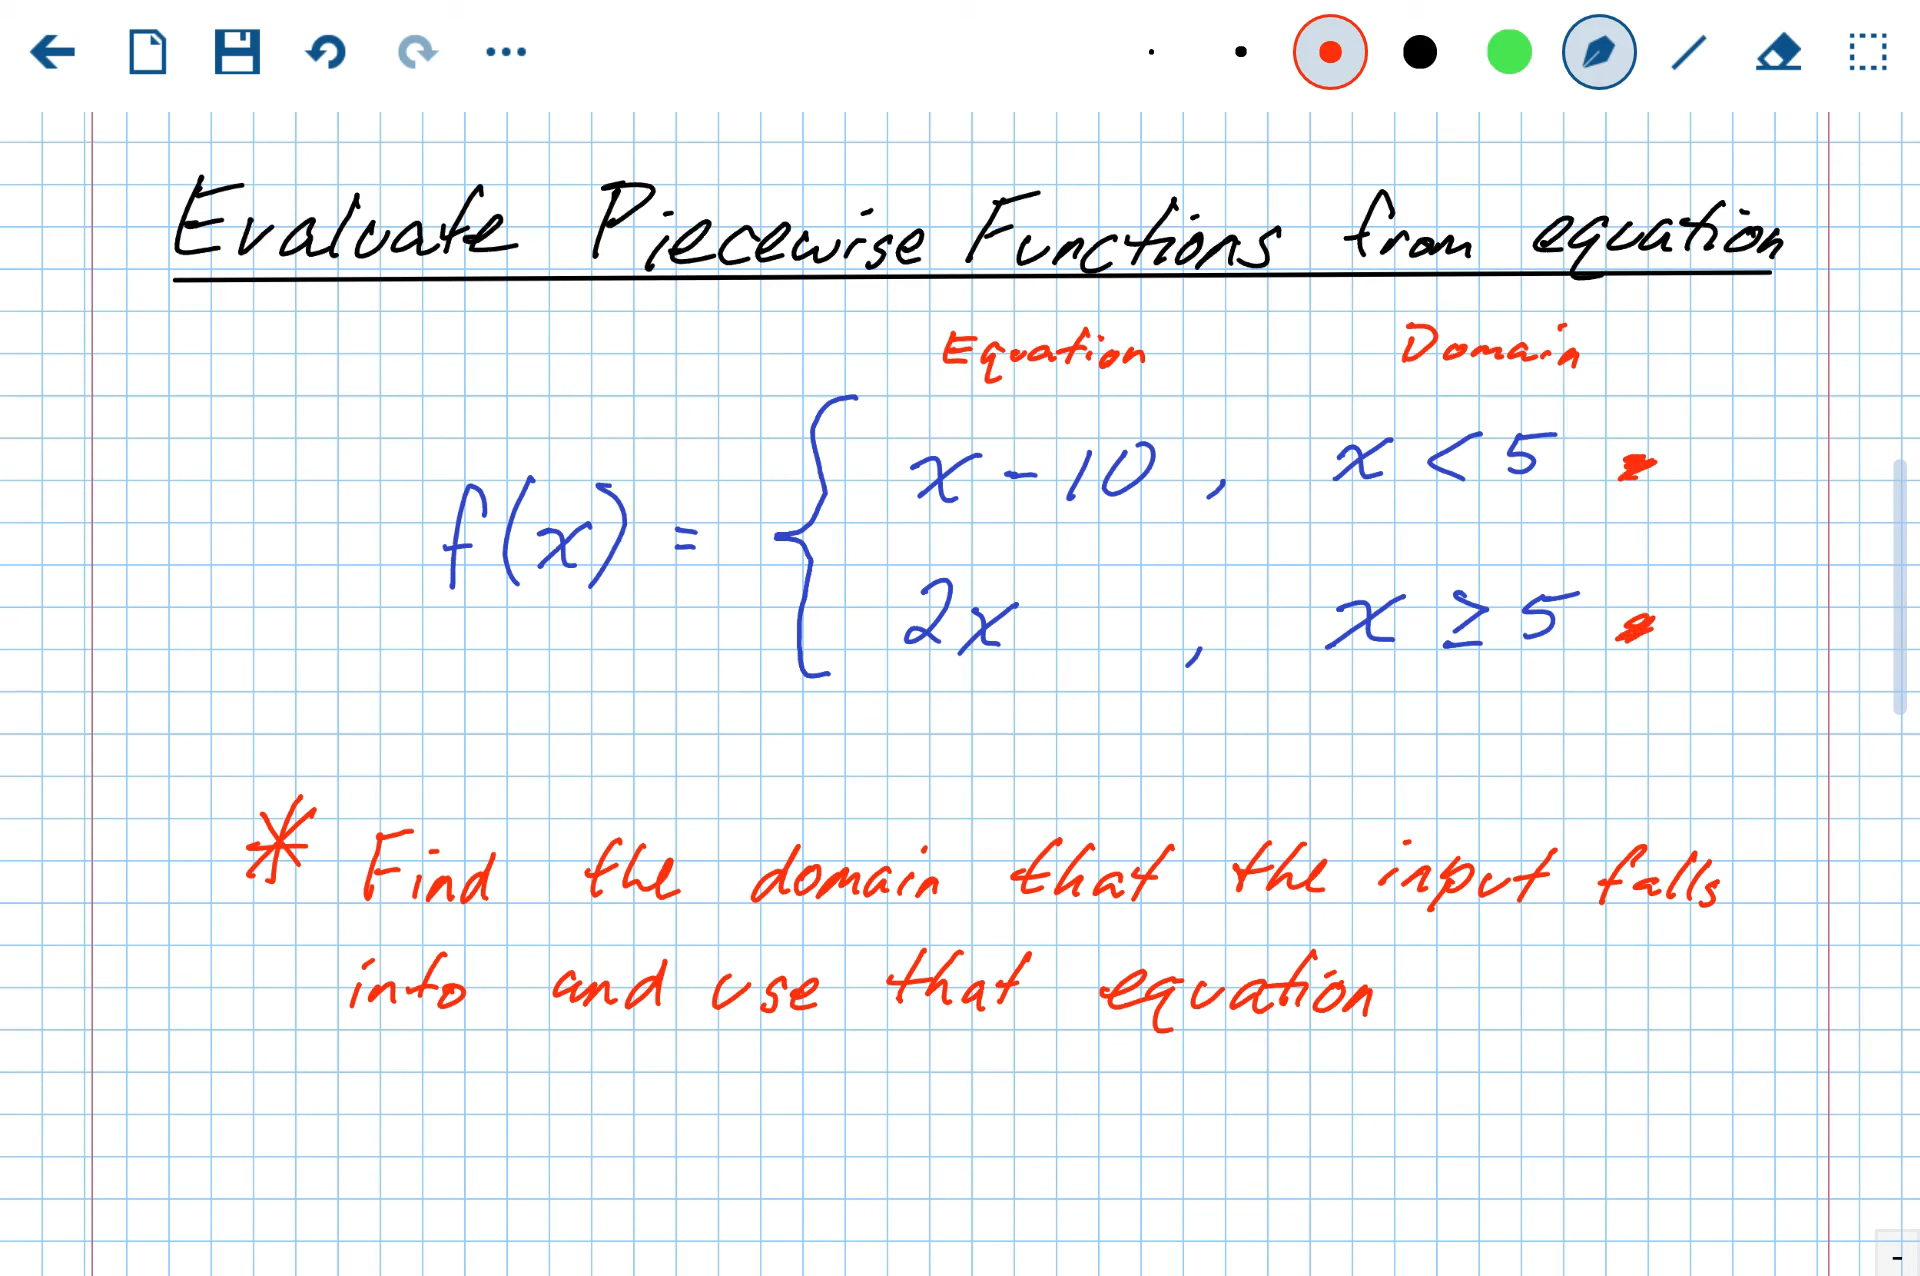 Evaluate Piecewise Functions from equation
Equation Domain
x - 10 , x < 5
f(x) =
2x , x ≥ 5
* Find the domain that the input falls
into and use that equation